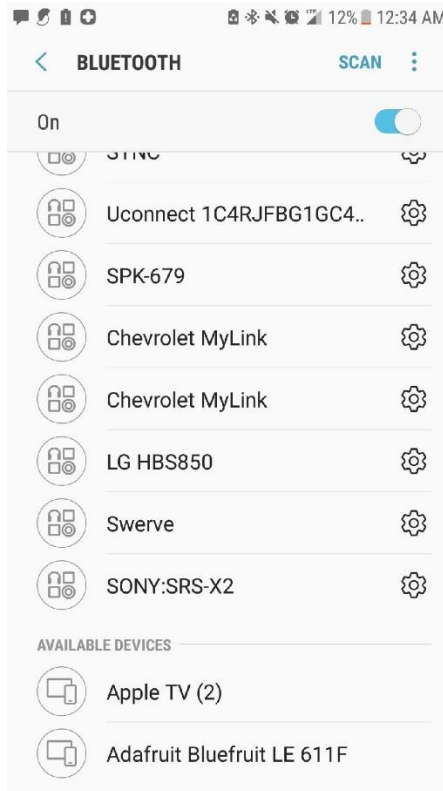 12% 12:34 AM
BLUETOOTH SCAN
On
SYNC
Uconnect 1C4RJFBG1GC4..
SPK-679
Chevrolet MyLink
Chevrolet MyLink
LG HBS850
Swerve
SONY:SRS-X2
AVAILABLE DEVICES
Apple TV (2)
Adafruit Bluefruit LE 611F